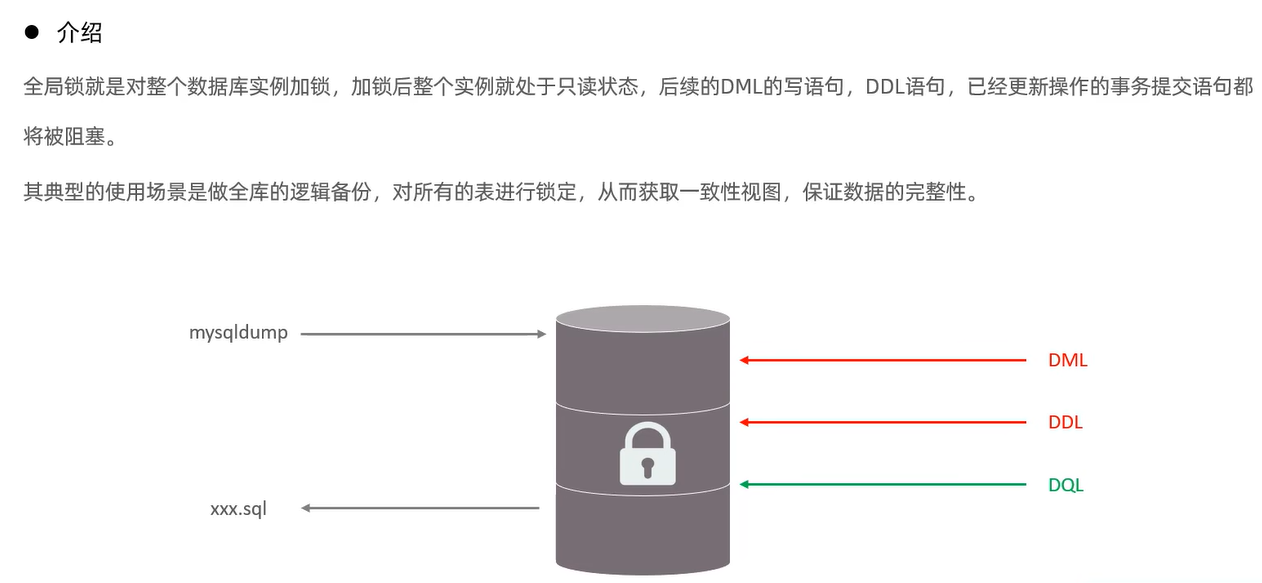 介绍
全局锁就是对整个数据库实例加锁，加锁后整个实例就处于只读状态，后续的DML的写语句，DDL语句，已经更新操作的事务提交语句都
将被阻塞。
其典型的使用场景是做全库的逻辑备份，对所有的表进行锁定，从而获取一致性视图，保证数据的完整性。
mysqldump
DML
DDL
DQL
xxx.sql